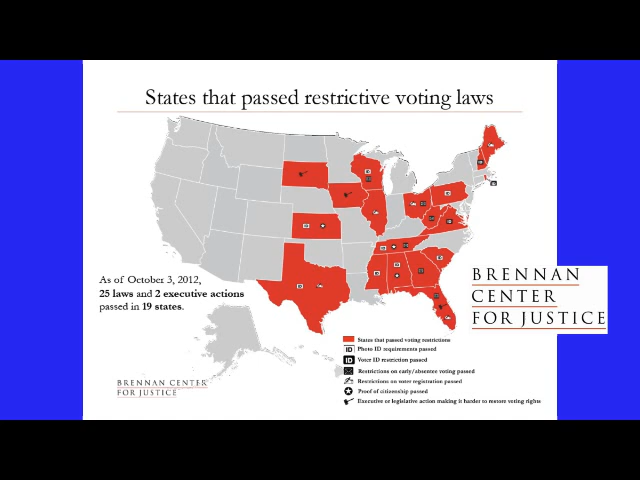 States that passed restrictive voting laws
As of October 3, 2012,
25 laws and 2 executive actions
passed in 19 states.
BRENNAN
CENTER
FOR JUSTICE
BRENNAN CENTER
FOR JUSTICE
States that passed voting restrictions
ID Photo ID requirements passed
ID Voter ID restriction passed
Restrictions on early/absentee voting passed
Restrictions on voter registration passed
Proof of citizenship passed
Executive or legislative action making it harder to restore voting rights